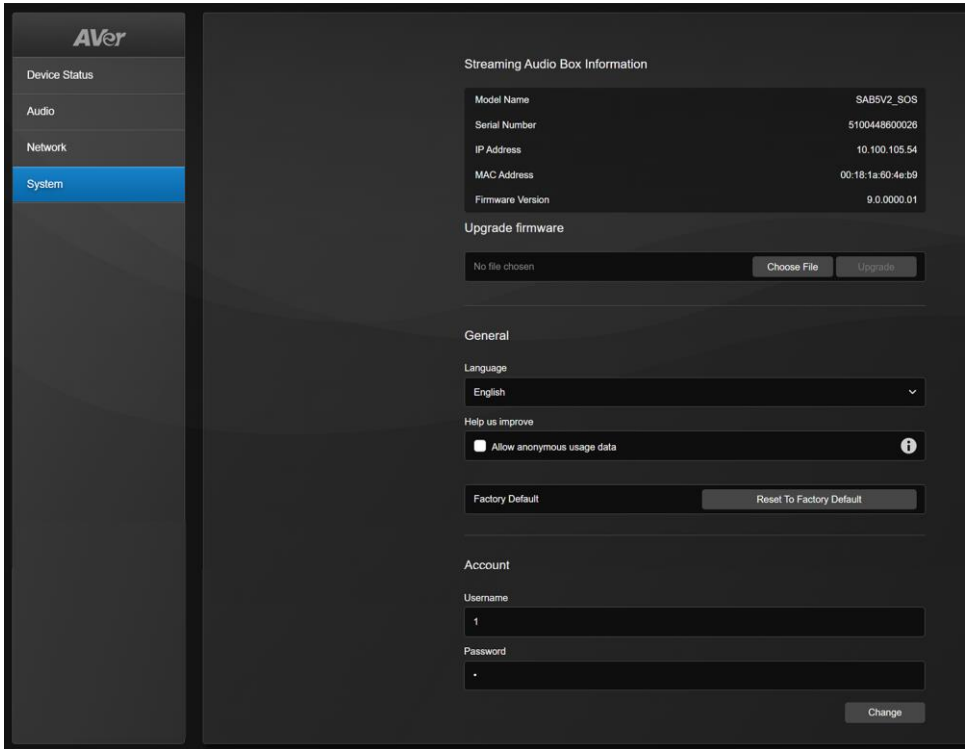 AVer
Device Status
Audio
Network
System
Streaming Audio Box Information
Model Name SAB5V2_SOS
Serial Number 5100448600026
IP Address 10.100.105.54
MAC Address 00:18:1a:60:4e:b9
Firmware Version 9.0.0000.01
Upgrade firmware
No file chosen Choose File Upgrade
General
Language
English
Help us improve
Allow anonymous usage data
Factory Default Reset To Factory Default
Account
Username
1
Password
•
Change